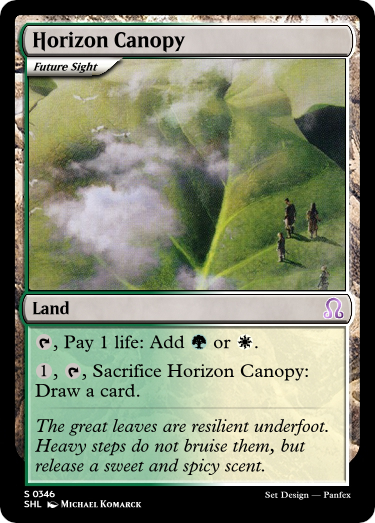 Horizon Canopy
Future Sight
Land
, Pay 1 life: Add or .
1, , Sacrifice Horizon Canopy:
Draw a card.
The great leaves are resilient underfoot.
Heavy steps do not bruise them, but
release a sweet and spicy scent.
S 0346
SHL Michael Komarck
Set Design — Panfex